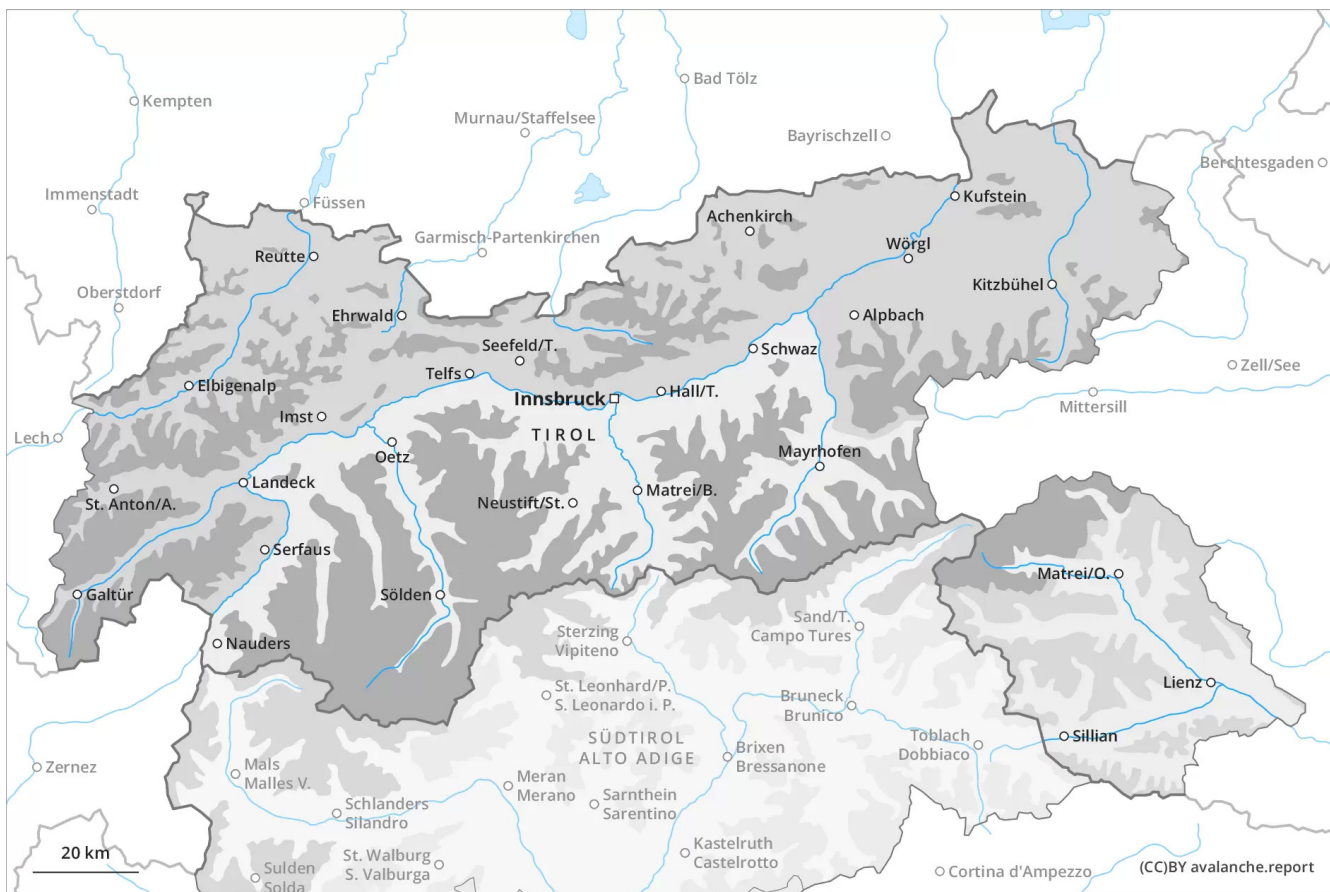 Bad Tölz
Kempten
Murnau/Staffelsee
Bayrischzell
Berchtesgaden
Immenstadt
Füssen
Kufstein
Achenkirch
Garmisch-Partenkirchen
Wörgl
Reutte
Kitzbühel
Oberstdorf
Ehrwald
Alpbach
Seefeld/T.
Schwaz
Zell/See
Telfs
Elbigenalp
Hall/T.
Innsbruck
Mittersill
Imst
Lech
TIROL
Oetz
Mayrhofen
Landeck
Matrei/B.
St. Anton/A.
Neustift/St.
Serfaus
Matrei/O.
Galtür
Sölden
Sand/T.
Campo Tures
Sterzing
Vipiteno
Nauders
Lienz
St. Leonhard/P.
S. Leonardo i. P.
Bruneck
Brunico
SÜDTIROL
ALTO ADIGE
Toblach
Dobbiaco
Sillian
Brixen
Bressanone
Zernez
Mals
Malles V.
Meran
Merano
Sarnthein
Sarentino
Schlanders
Silandro
Kastelruth
Castelrotto
20 km
St. Walburg
S. Valburga
Sulden
Solda
Cortina d'Ampezzo
(CC)BY avalanche.report